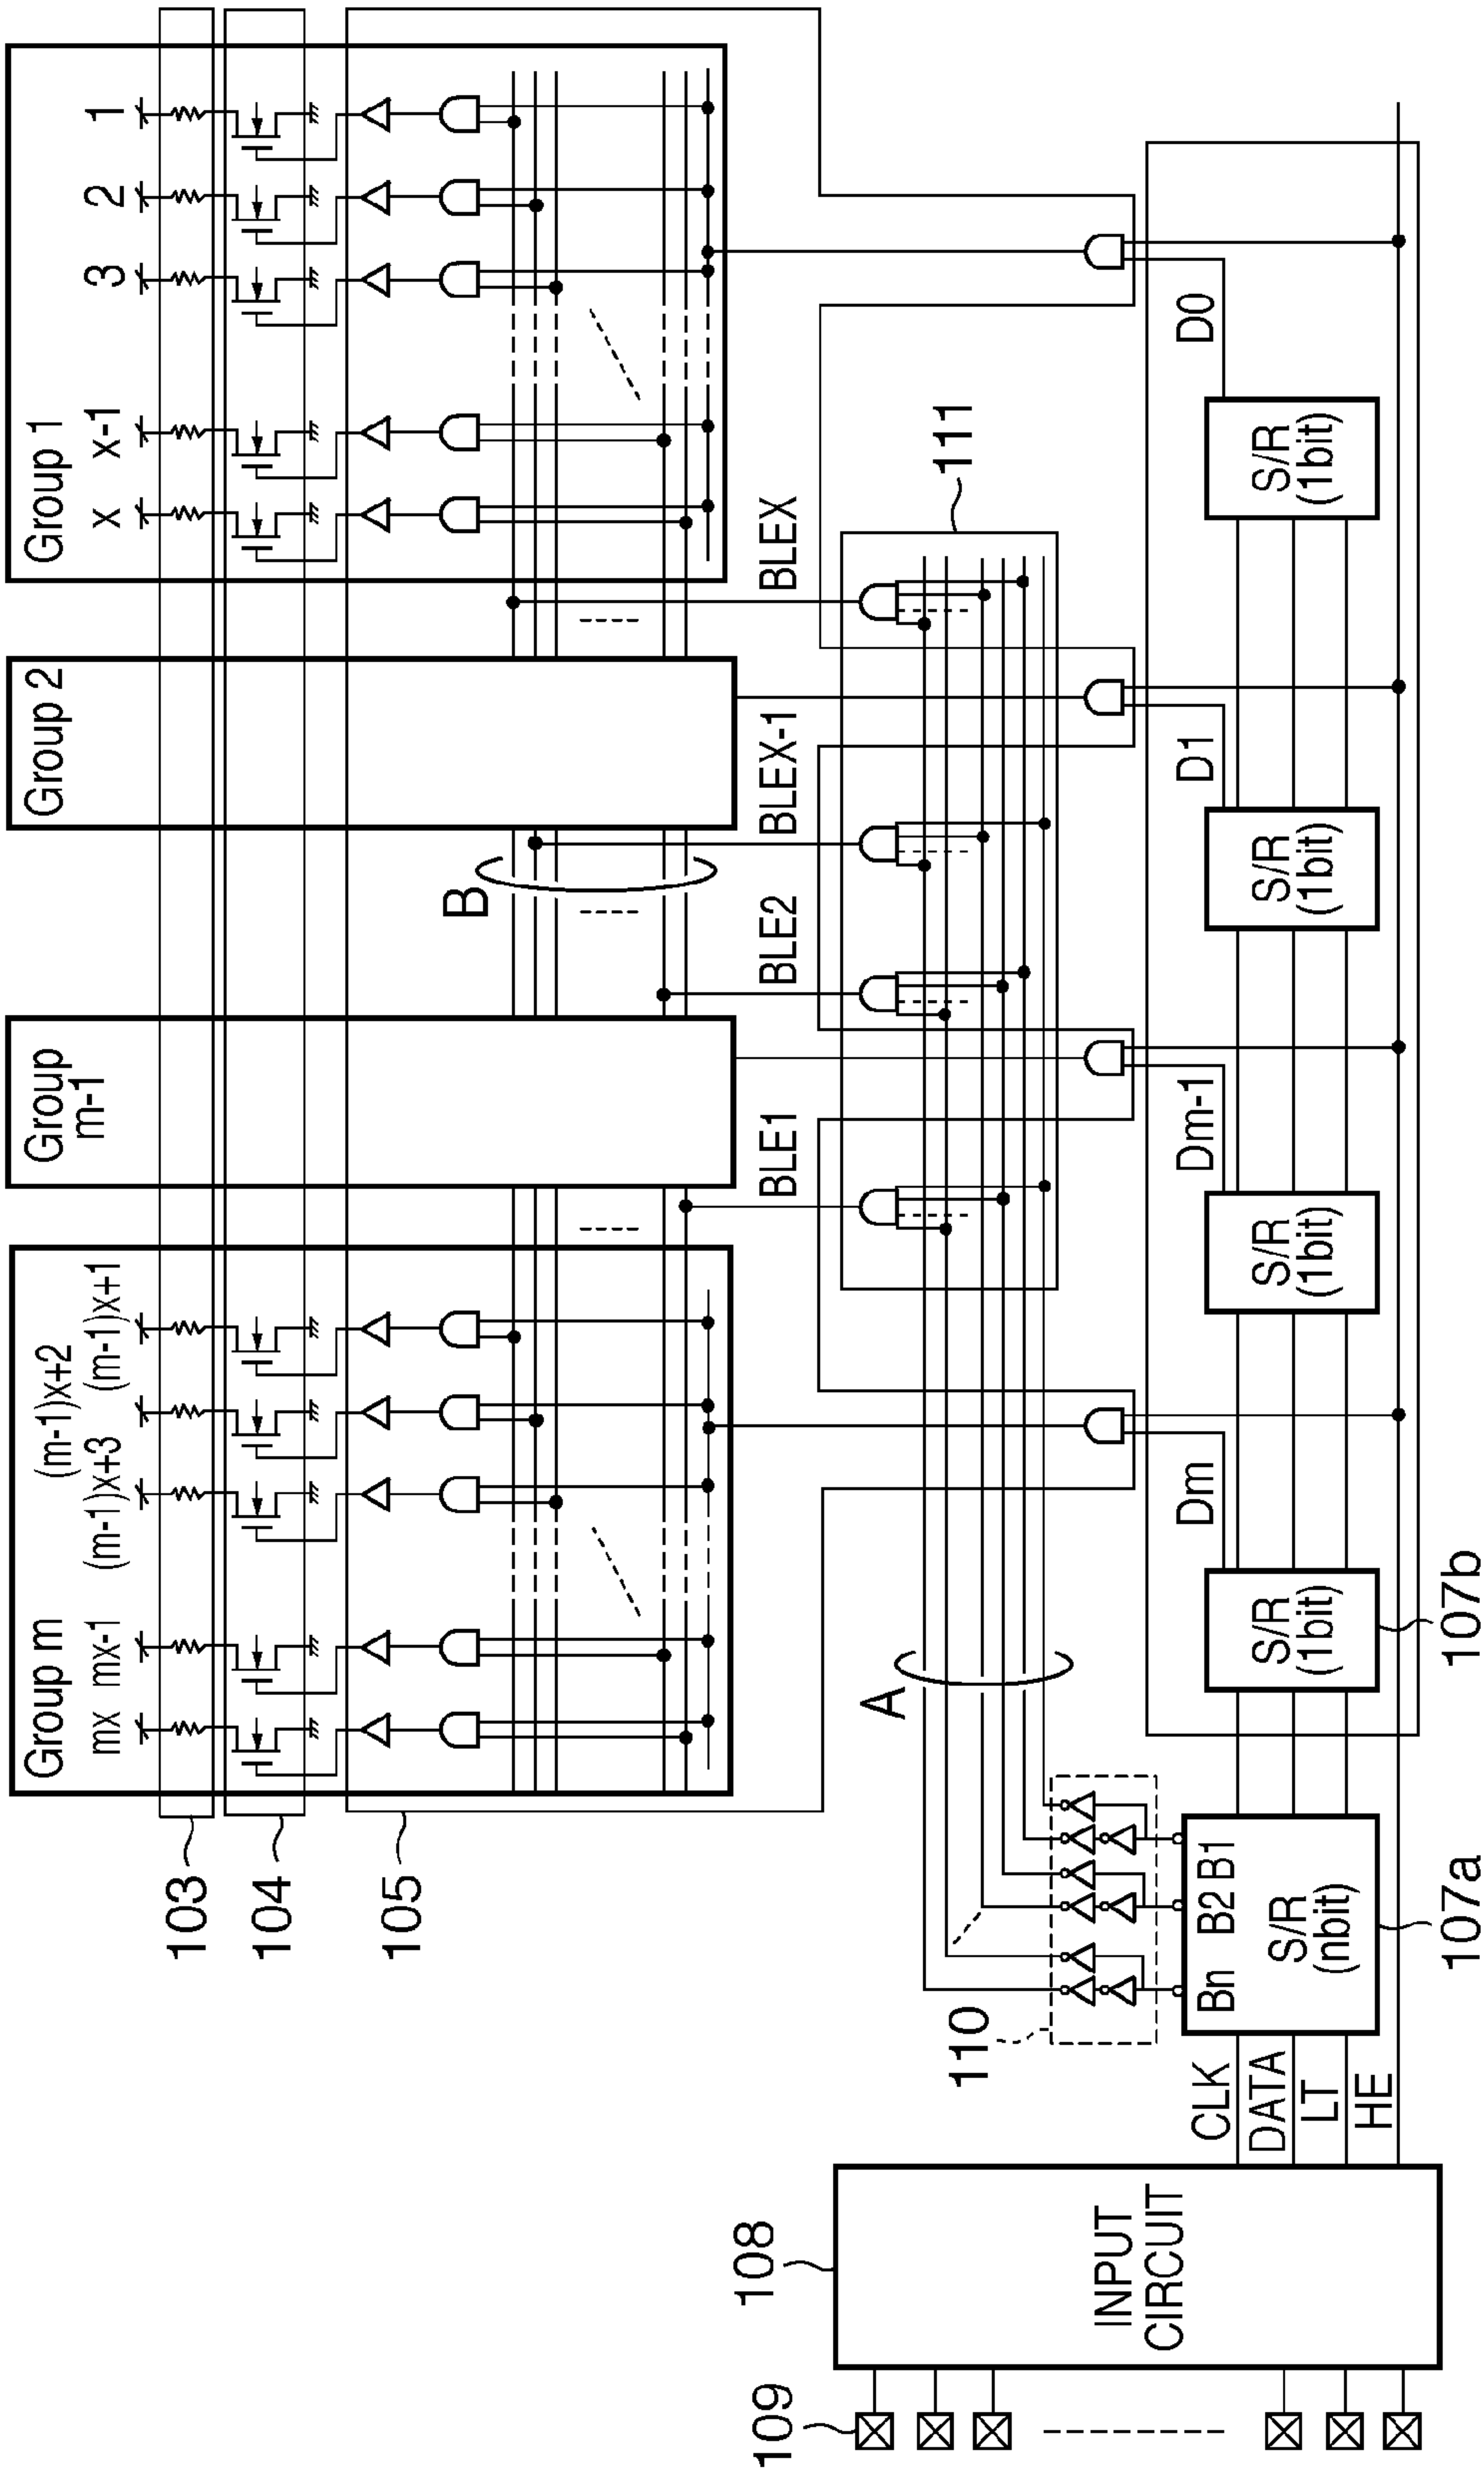 Group m
mx
mx-1
(m-1)x+3
(m-1)x+2
(m-1)x+1
Group
m-1
Group 2
Group 1
x
x-1
3
2
1
103
104
105
B
BLE1
BLE2
BLEX-1
BLEX
111
A
110
Bn
B2
B1
S/R
(nbit)
107a
Dm
S/R
(1bit)
107b
Dm-1
S/R
(1bit)
D1
S/R
(1bit)
D0
S/R
(1bit)
CLK
DATA
LT
HE
108
INPUT
CIRCUIT
109